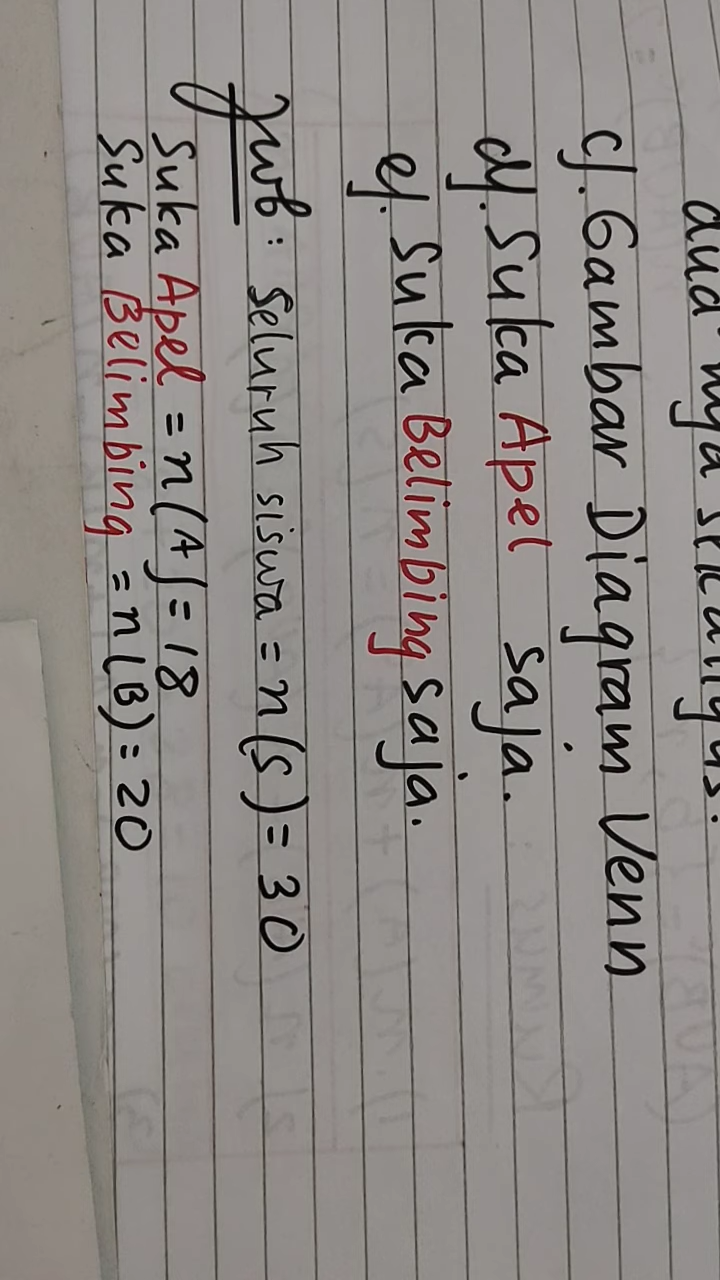 c). Gambar Diagram Venn
d). Suka Apel saja.
e). Suka Belimbing saja.
Jwb: Seluruh siswa = n(S) = 30
Suka Apel = n(A) = 18
Suka Belimbing = n(B) = 20